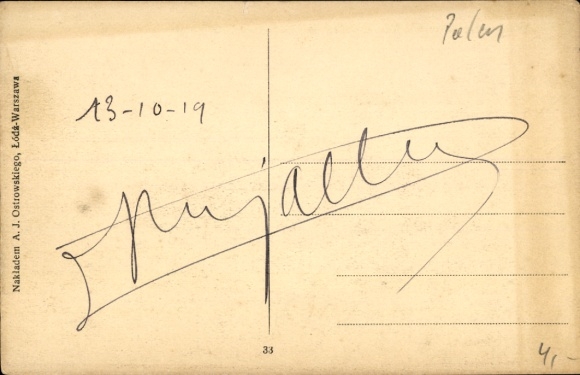 Polen
13-10-19
Nakładem A. J. Ostrowskiego, Łódź-Warszawa
33
4,-